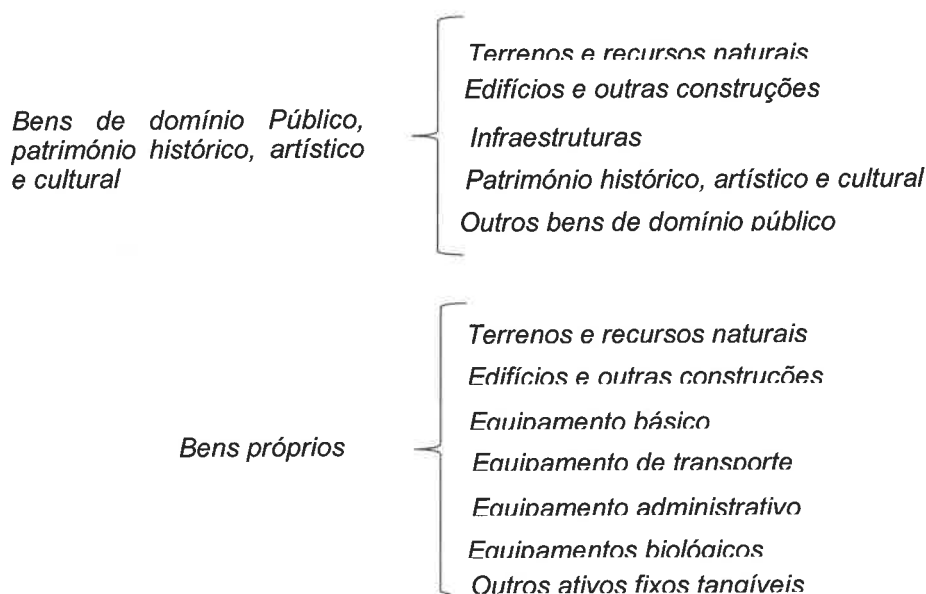 Bens de domínio Público,
património histórico, artístico
e cultural
Terrenos e recursos naturais
Edifícios e outras construções
Infraestruturas
Património histórico, artístico e cultural
Outros bens de domínio público
Bens próprios
Terrenos e recursos naturais
Edifícios e outras construções
Equipamento básico
Equipamento de transporte
Equipamento administrativo
Equipamentos biológicos
Outros ativos fixos tangíveis